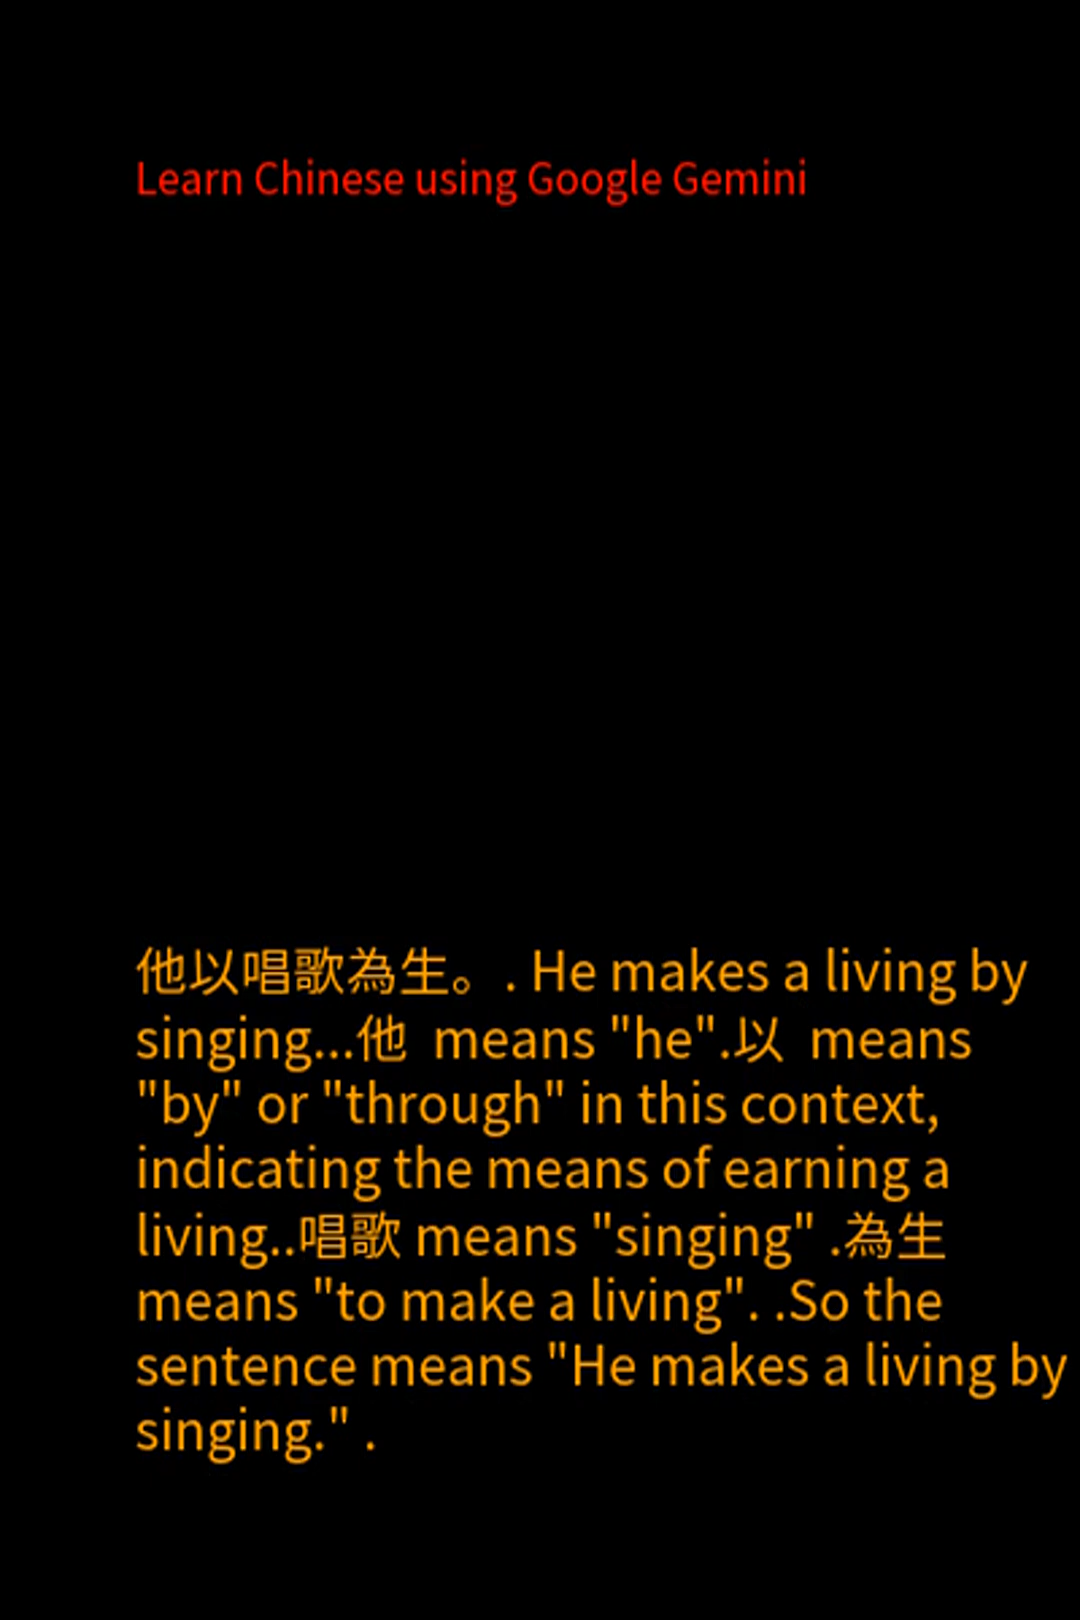 Learn Chinese using Google Gemini
他以唱歌為生。. He makes a living by
singing...他 means "he".以 means
"by" or "through" in this context,
indicating the means of earning a
living..唱歌 means "singing" .為生
means "to make a living". .So the
sentence means "He makes a living by
singing." .